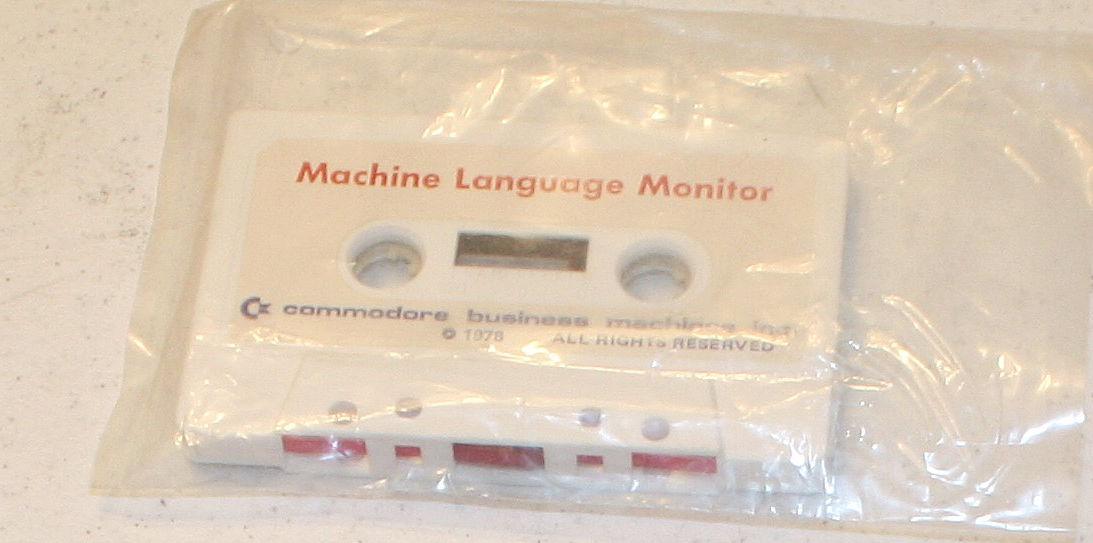 Machine Language Monitor
commodore business machines inc.
© 1978 ALL RIGHTS RESERVED